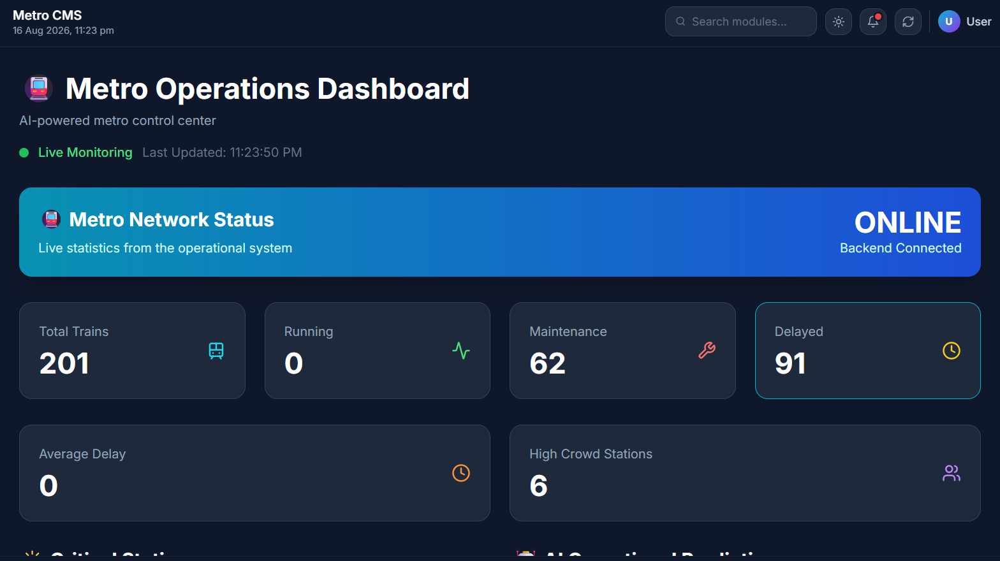 Metro CMS
16 Aug 2026, 11:23 pm
Search modules...
U
User
Metro Operations Dashboard
AI-powered metro control center
Live Monitoring Last Updated: 11:23:50 PM
Metro Network Status
Live statistics from the operational system
ONLINE
Backend Connected
Total Trains
201
Running
0
Maintenance
62
Delayed
91
Average Delay
0
High Crowd Stations
6